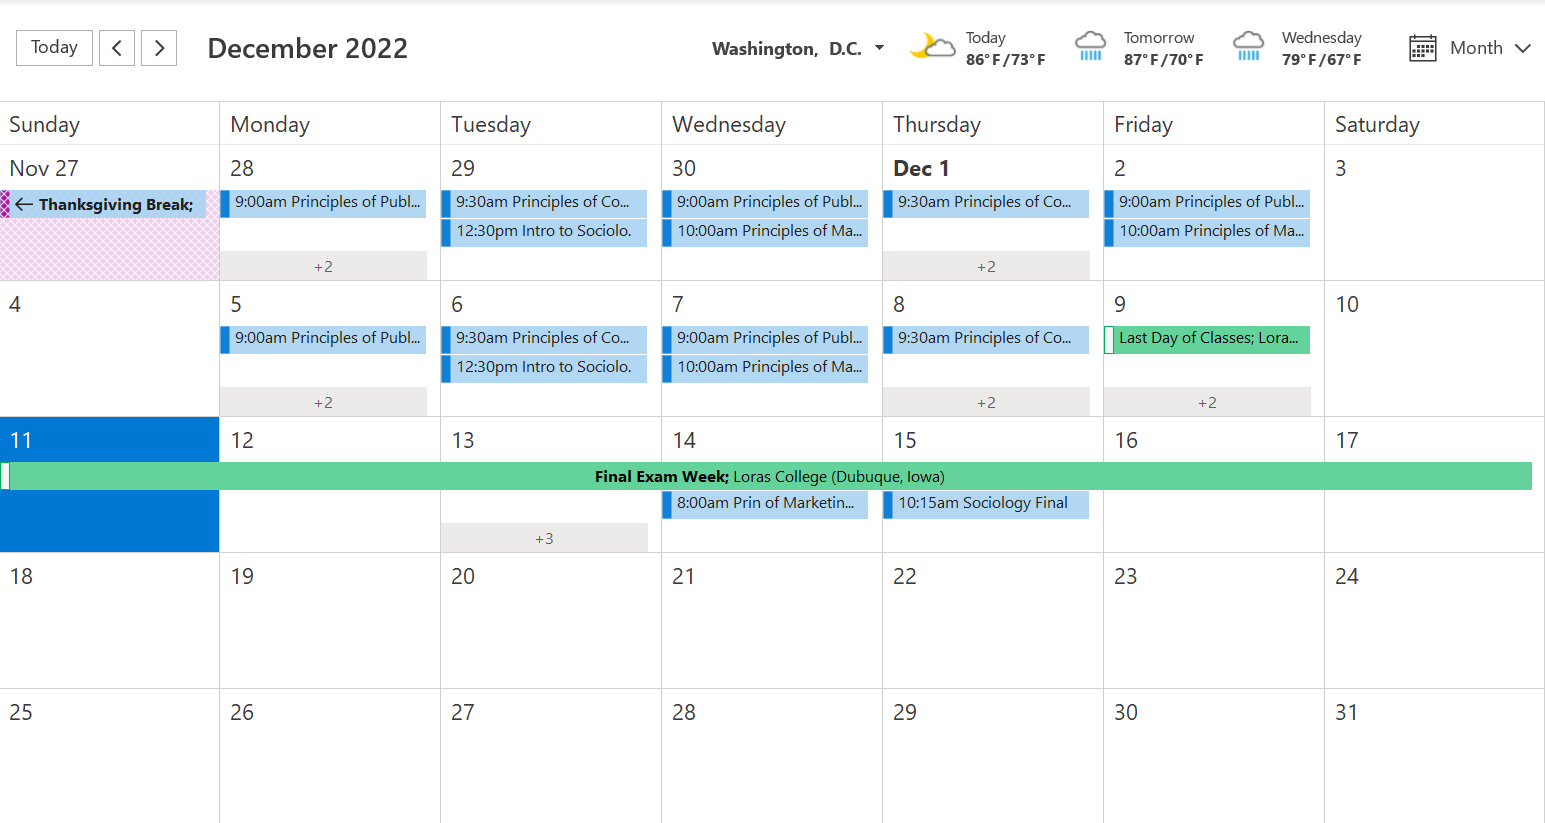 Today
December 2022
Washington, D.C.
Today
86°F/73°F
Tomorrow
87°F/70°F
Wednesday
79°F/67°F
Month
Sunday Monday Tuesday Wednesday Thursday Friday Saturday
Nov 27 28 29 30 Dec 1 2 3
Thanksgiving Break; 9:00am Principles of Publ... 9:30am Principles of Co... 9:00am Principles of Publ... 9:30am Principles of Co... 9:00am Principles of Publ...
12:30pm Intro to Sociolo. 10:00am Principles of Ma... 10:00am Principles of Ma...
+2 +2
4 5 6 7 8 9 10
9:00am Principles of Publ... 9:30am Principles of Co... 9:00am Principles of Publ... 9:30am Principles of Co... Last Day of Classes; Lora...
12:30pm Intro to Sociolo. 10:00am Principles of Ma...
+2 +2 +2
11 12 13 14 15 16 17
Final Exam Week; Loras College (Dubuque, Iowa)
8:00am Prin of Marketin... 10:15am Sociology Final
+3
18 19 20 21 22 23 24
25 26 27 28 29 30 31